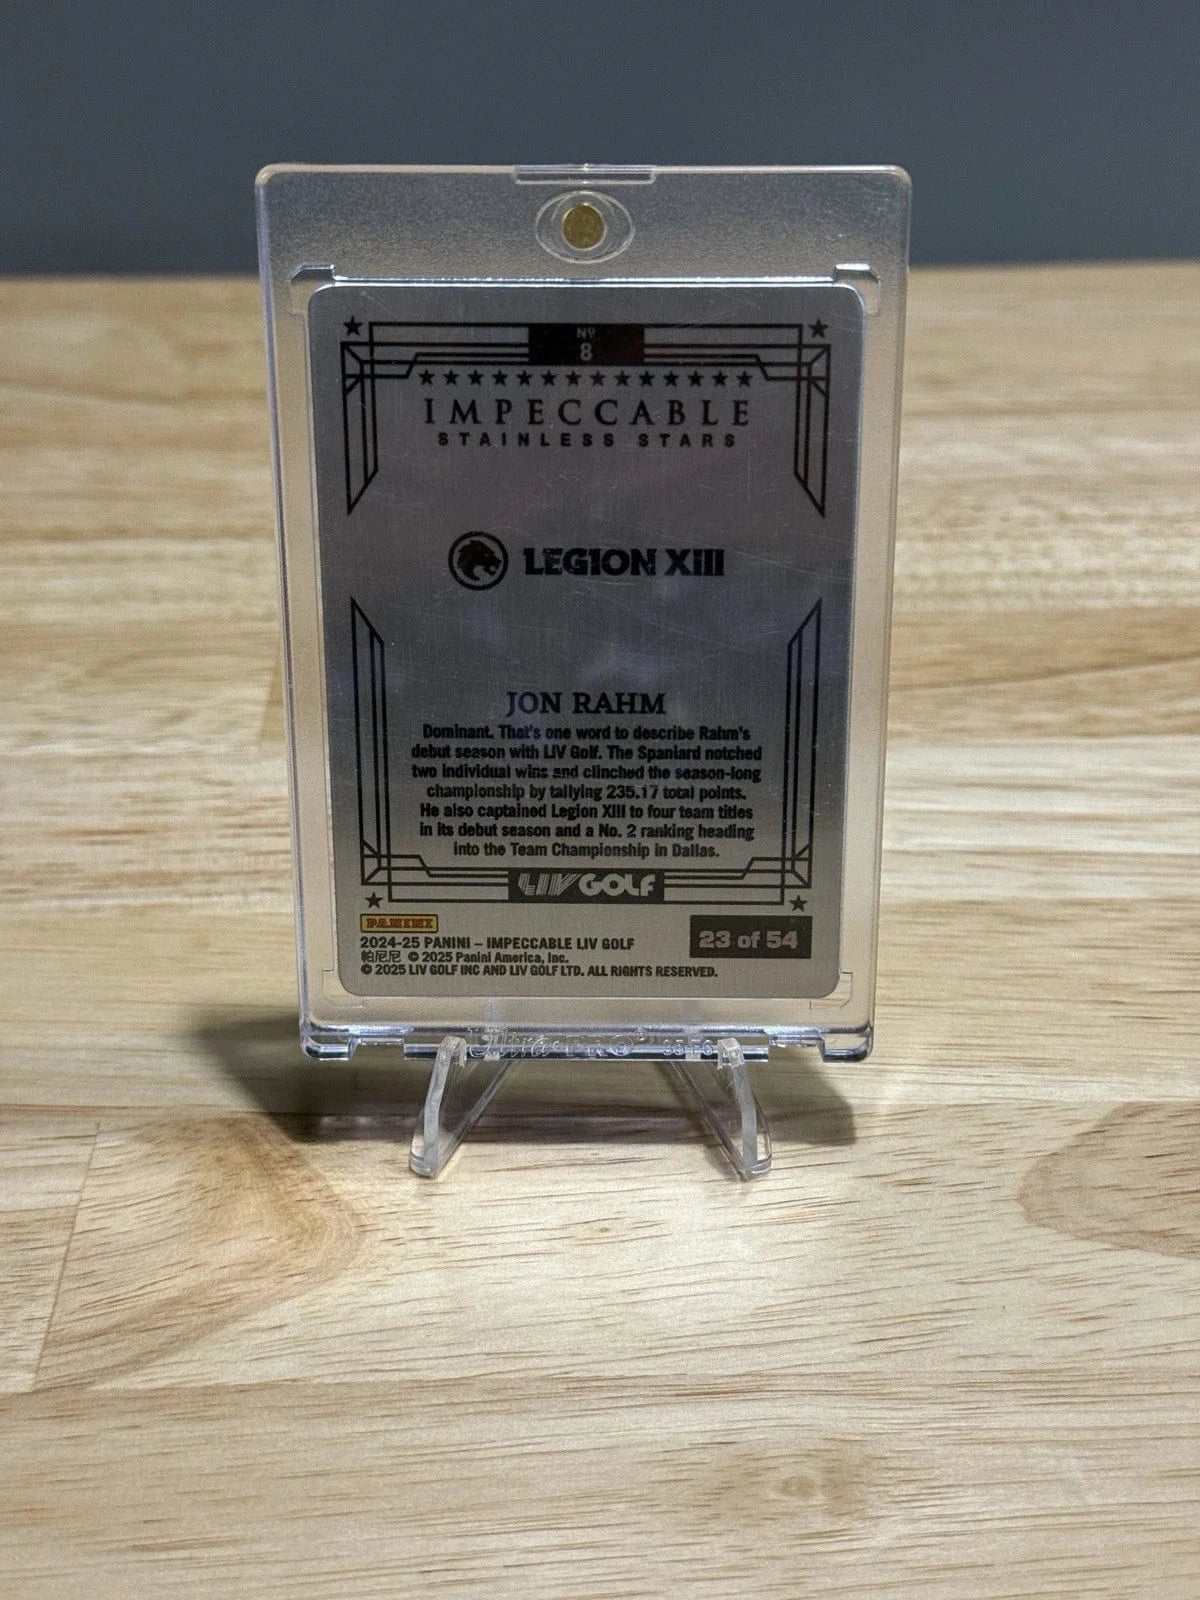 Nº
8
IMPECCABLE
STAINLESS STARS
LEGION XIII
JON RAHM
Dominant. That's one word to describe Rahm's
debut season with LIV Golf. The Spaniard notched
two individual wins and clinched the season-long
championship by tallying 235.17 total points.
He also captained Legion XIII to four team titles
in its debut season and a No. 2 ranking heading
into the Team Championship in Dallas.
LIV GOLF
PANINI
2024-25 PANINI – IMPECCABLE LIV GOLF
帕尼尼 © 2025 Panini America, Inc.
© 2025 LIV GOLF INC AND LIV GOLF LTD. ALL RIGHTS RESERVED.
23 of 54
Ultra·PRO